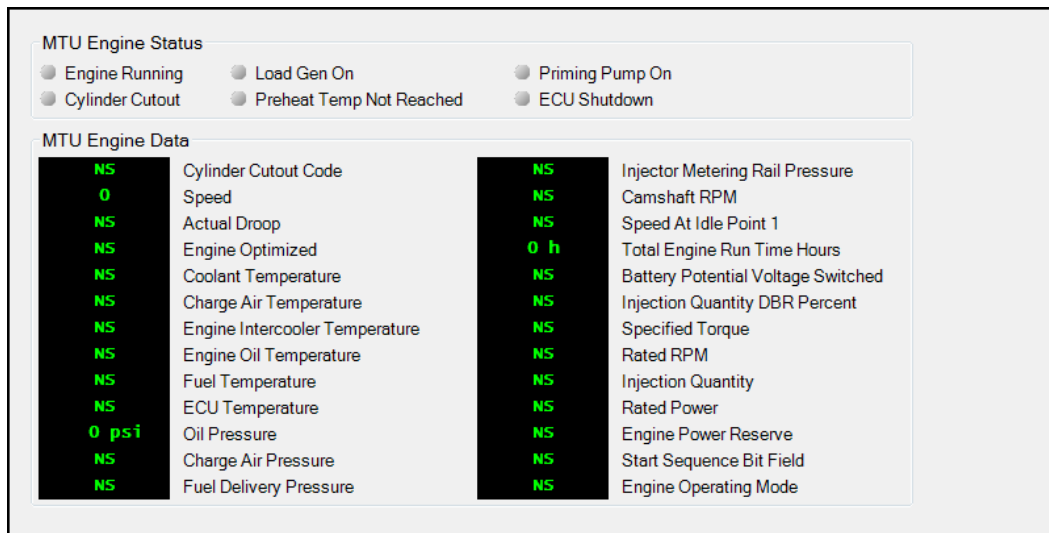 MTU Engine Status
Engine Running Load Gen On Priming Pump On
Cylinder Cutout Preheat Temp Not Reached ECU Shutdown
MTU Engine Data
NS Cylinder Cutout Code NS Injector Metering Rail Pressure
0 Speed NS Camshaft RPM
NS Actual Droop NS Speed At Idle Point 1
NS Engine Optimized 0 h Total Engine Run Time Hours
NS Coolant Temperature NS Battery Potential Voltage Switched
NS Charge Air Temperature NS Injection Quantity DBR Percent
NS Engine Intercooler Temperature NS Specified Torque
NS Engine Oil Temperature NS Rated RPM
NS Fuel Temperature NS Injection Quantity
NS ECU Temperature NS Rated Power
0 psi Oil Pressure NS Engine Power Reserve
NS Charge Air Pressure NS Start Sequence Bit Field
NS Fuel Delivery Pressure NS Engine Operating Mode